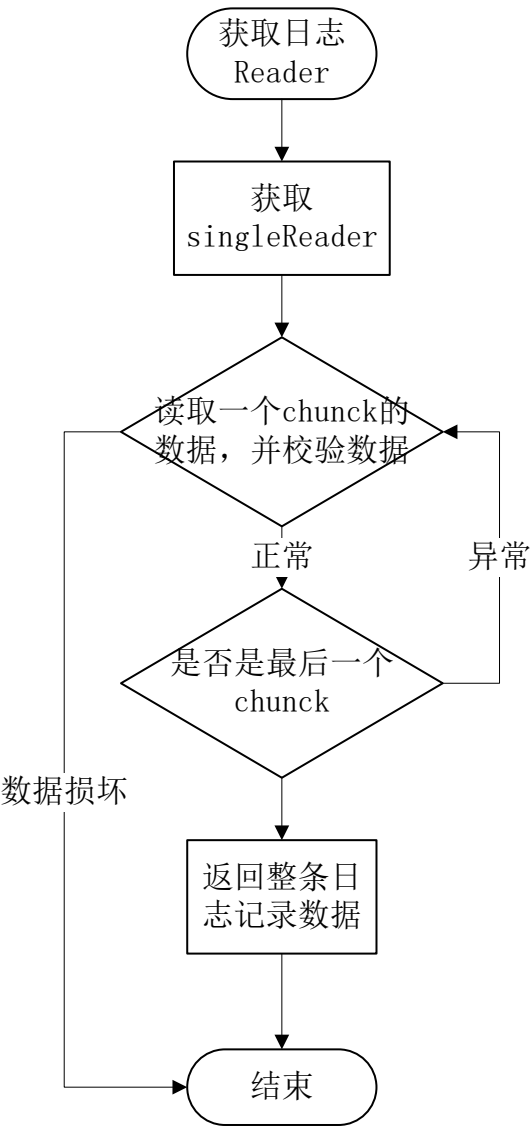 获取日志
Reader
获取
singleReader
读取一个chunck的
数据，并校验数据
正常
异常
是否是最后一个
chunck
数据损坏
返回整条日
志记录数据
结束